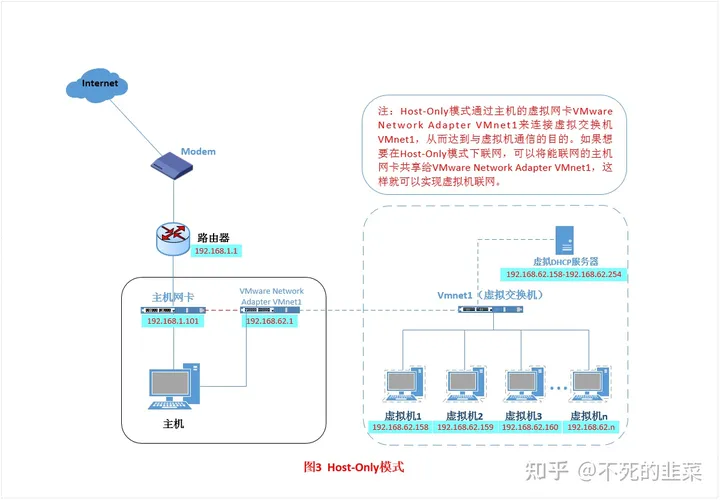 Internet
注：Host-Only模式通过主机的虚拟网卡VMware
Network Adapter VMnet1来连接虚拟交换机
VMnet1，从而达到与虚拟机通信的目的。如果想
要在Host-Only模式下联网，可以将能联网的主机
网卡共享给VMware Network Adapter VMnet1，这
样就可以实现虚拟机联网。
Modem
路由器
192.168.1.1
虚拟DHCP服务器
192.168.62.158-192.168.62.254
主机网卡
192.168.1.101
VMware Network
Adapter VMnet1
192.168.62.1
Vmnet1（虚拟交换机）
主机
虚拟机1
192.168.62.158
虚拟机2
192.168.62.159
虚拟机3
192.168.62.160
虚拟机n
192.168.62.n
图3 Host-Only模式
知乎 @不死的韭菜